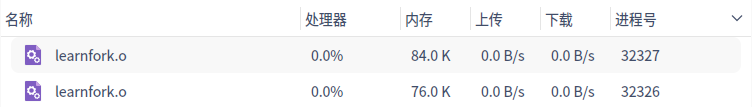 名称 处理器 内存 上传 下载 进程号
learnfork.o 0.0% 84.0 K 0.0 B/s 0.0 B/s 32327
learnfork.o 0.0% 76.0 K 0.0 B/s 0.0 B/s 32326